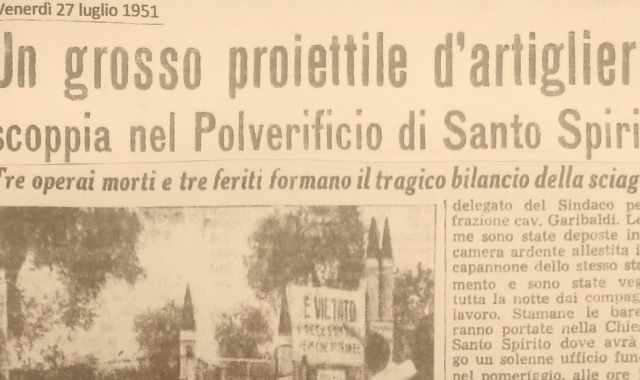 Venerdì 27 luglio 1951
Un grosso proiettile d'artiglier
scoppia nel Polverificio di Santo Spiri
Tre operai morti e tre feriti formano il tragico bilancio della sciag
delegato del Sindaco pe
frazione cav. Garibaldi. Le
me sono state deposte in
camera ardente allestita i
capannone dello stesso sta
mento e sono state veg
tutta la notte dai compag
lavoro. Stamane le bare
ranno portate nella Chie
Santo Spirito dove avrà
go un solenne ufficio fune
nel pomeriggio, alle ore
È VIETATO